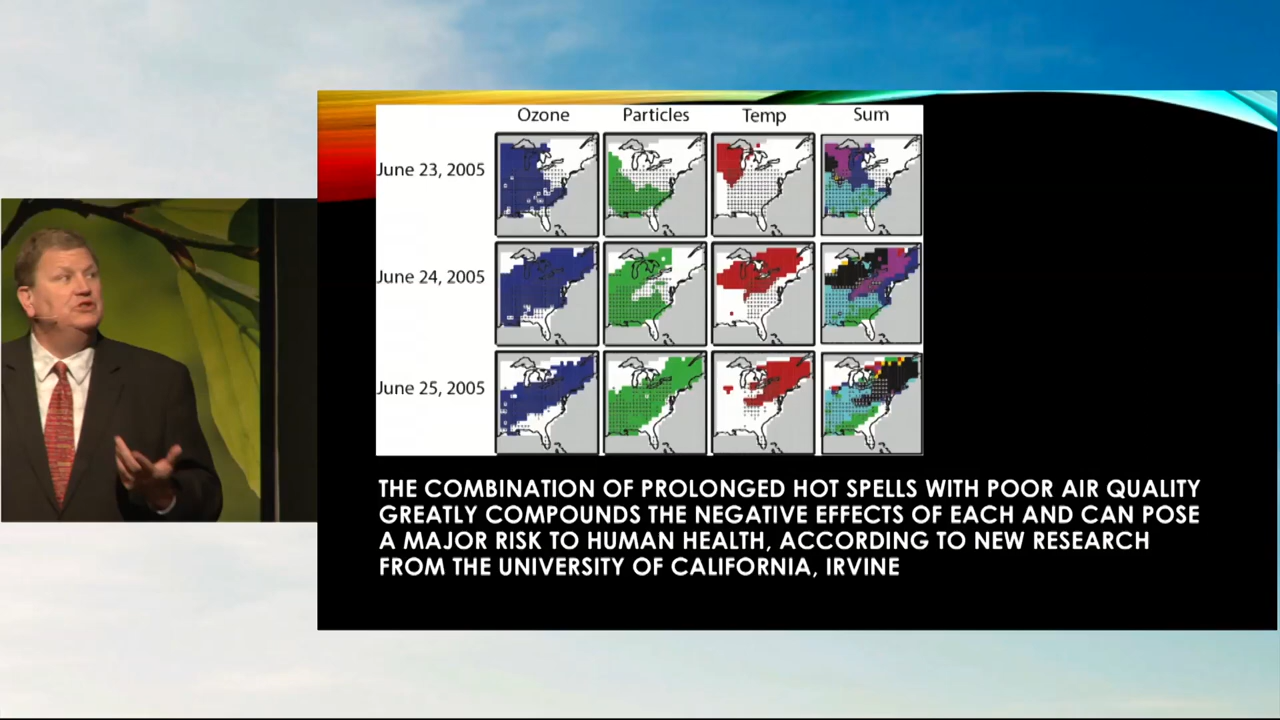 Ozone Particles Temp Sum
June 23, 2005
June 24, 2005
June 25, 2005
THE COMBINATION OF PROLONGED HOT SPELLS WITH POOR AIR QUALITY
GREATLY COMPOUNDS THE NEGATIVE EFFECTS OF EACH AND CAN POSE
A MAJOR RISK TO HUMAN HEALTH, ACCORDING TO NEW RESEARCH
FROM THE UNIVERSITY OF CALIFORNIA, IRVINE